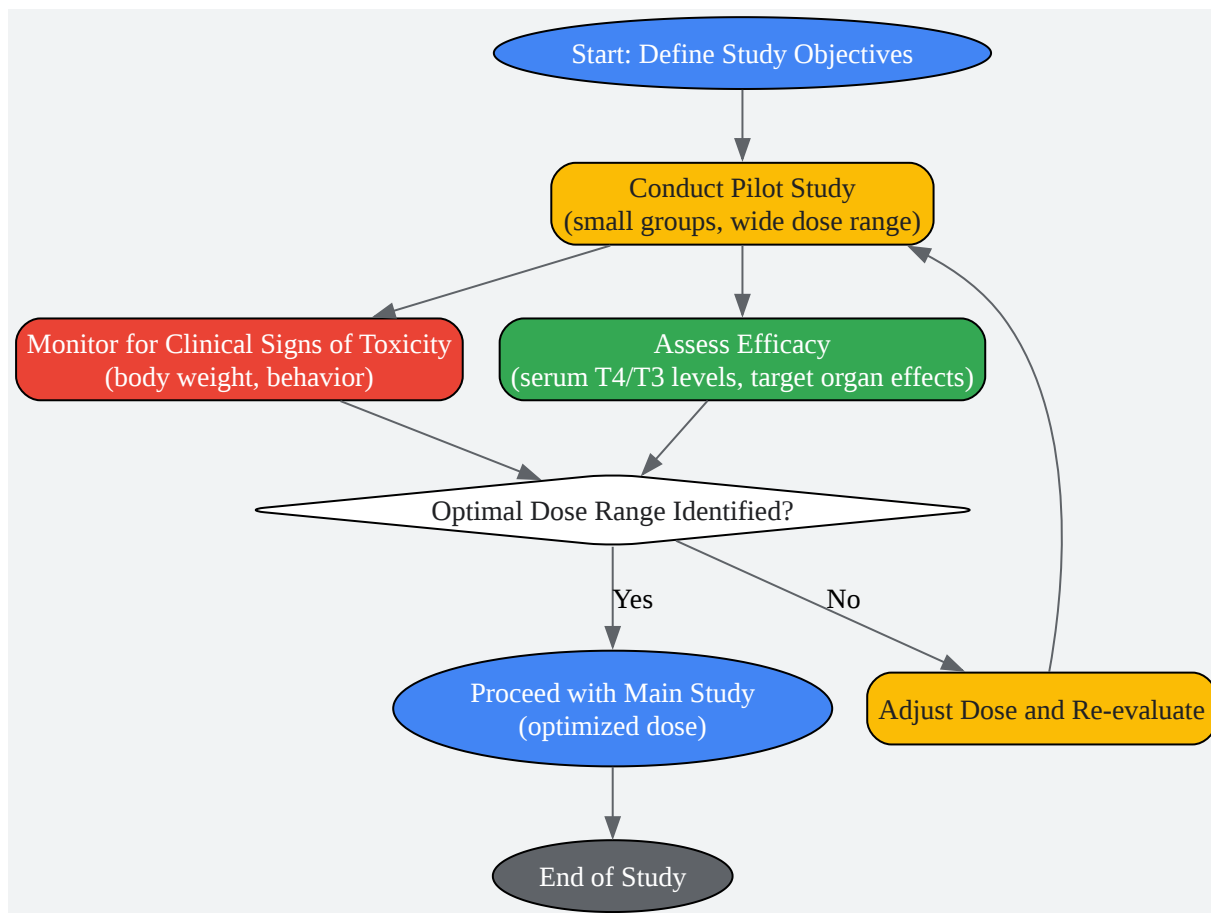 Start: Define Study Objectives
Conduct Pilot Study
(small groups, wide dose range)
Monitor for Clinical Signs of Toxicity
(body weight, behavior)
Assess Efficacy
(serum T4/T3 levels, target organ effects)
Optimal Dose Range Identified?
Yes
No
Proceed with Main Study
(optimized dose)
Adjust Dose and Re-evaluate
End of Study